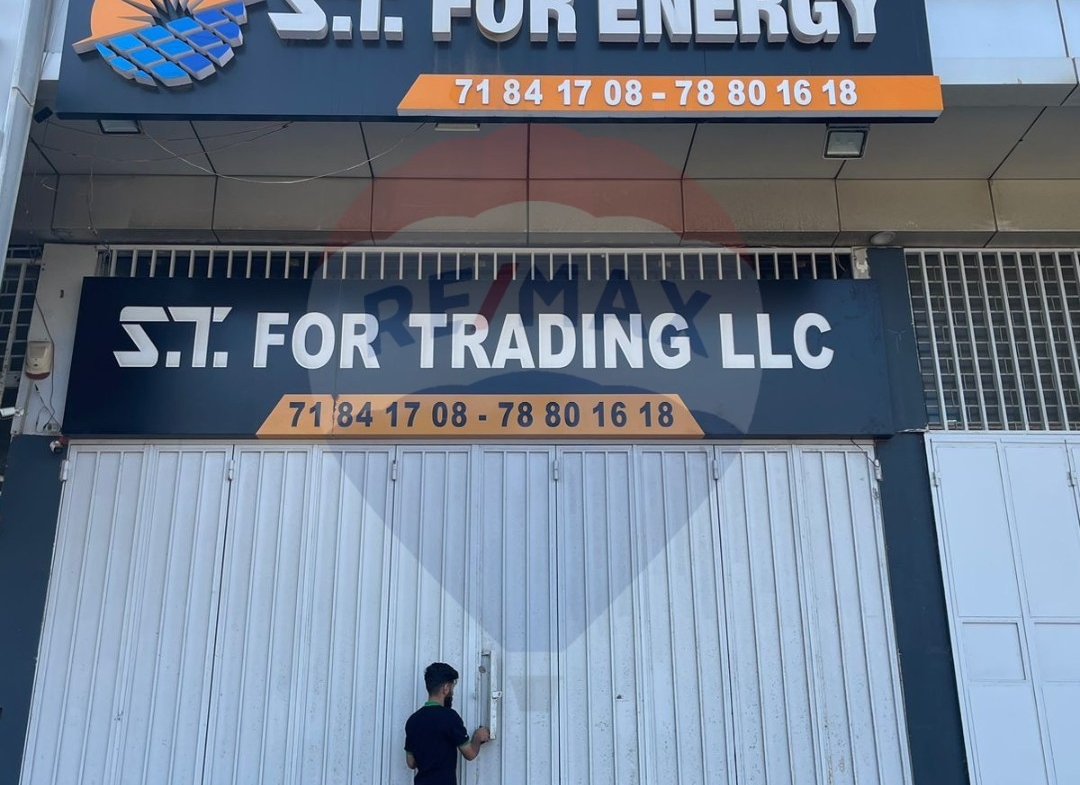 S.T. FOR ENERGY
71 84 17 08 - 78 80 16 18
RE/MAX
S.T. FOR TRADING LLC
71 84 17 08 - 78 80 16 18